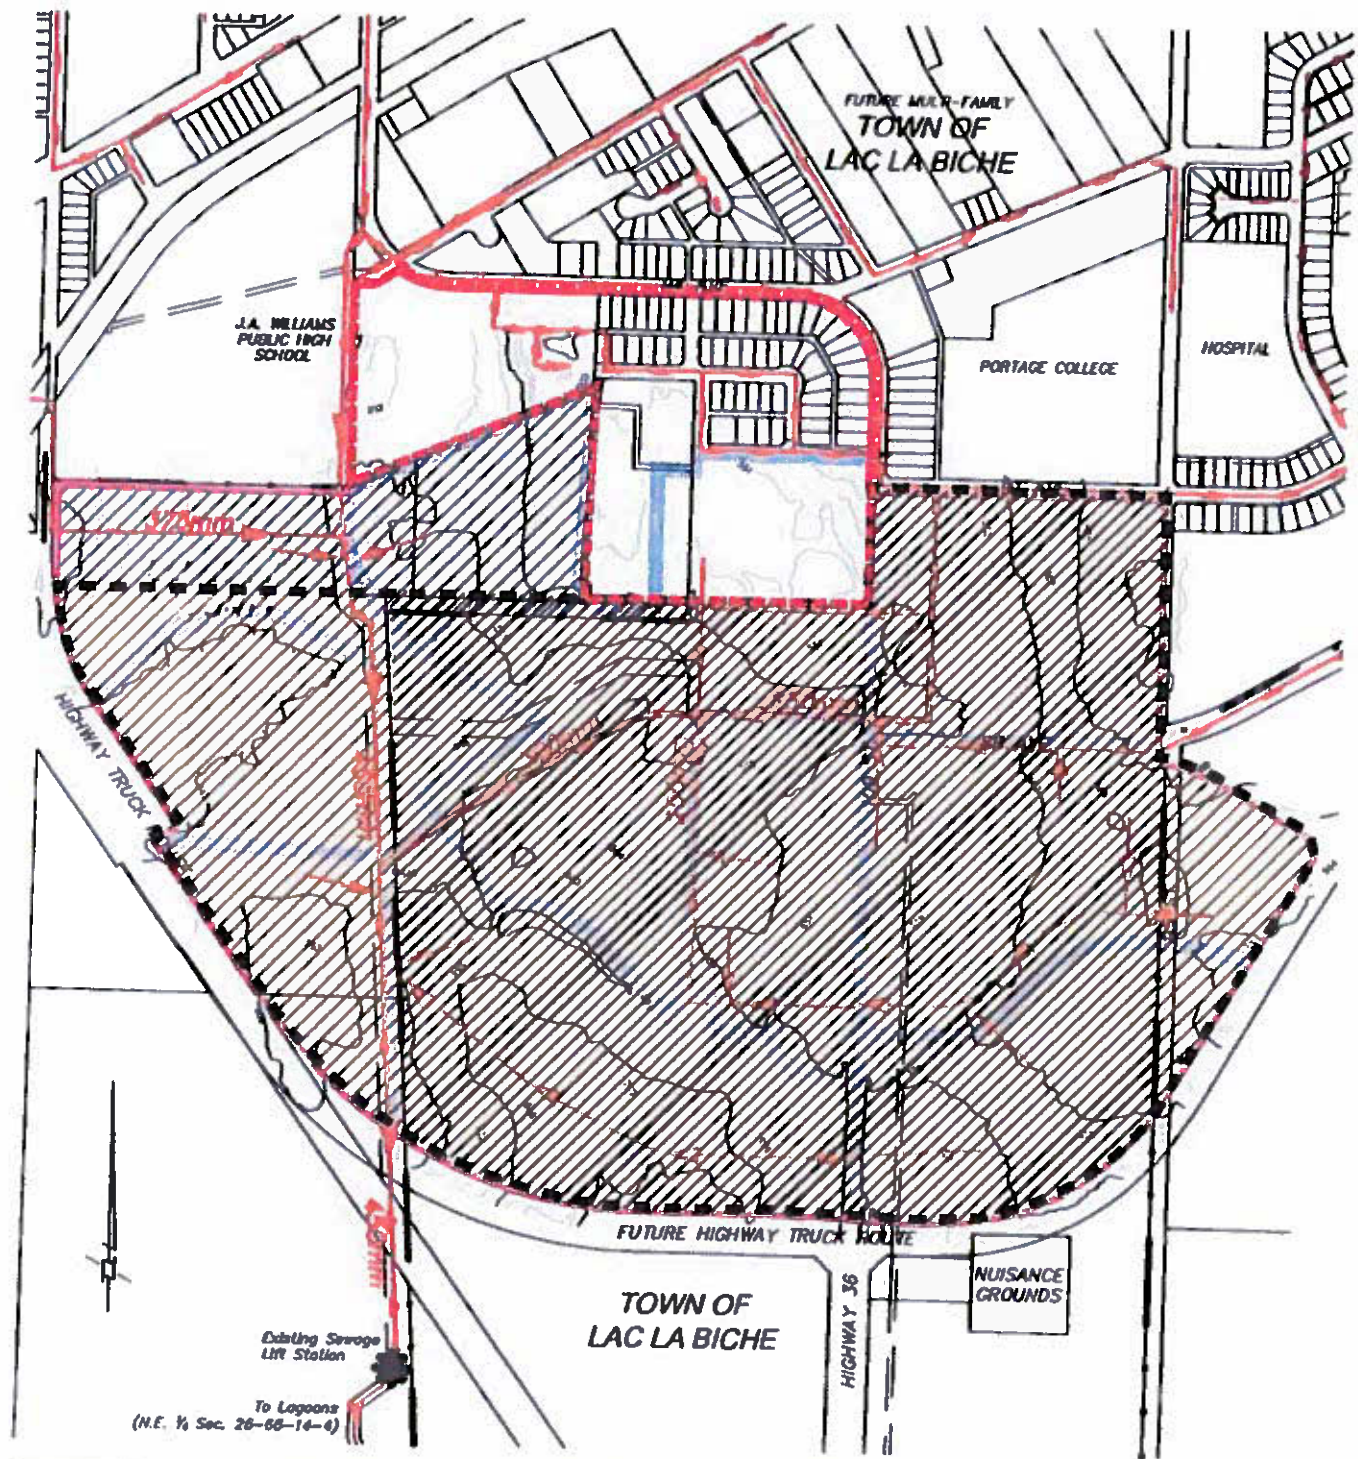 FUTURE MULTI-FAMILY
TOWN OF
LAC LA BICHE
J.A. WILLIAMS
PUBLIC HIGH
SCHOOL
PORTAGE COLLEGE
HOSPITAL
375mm
HIGHWAY TRUCK
FUTURE HIGHWAY TRUCK ROUTE
450mm
TOWN OF
LAC LA BICHE
HIGHWAY 36
NUISANCE
GROUNDS
Existing Sewage
Lift Station
To Lagoons
(N.E. ¼ Sec. 26-66-14-4)